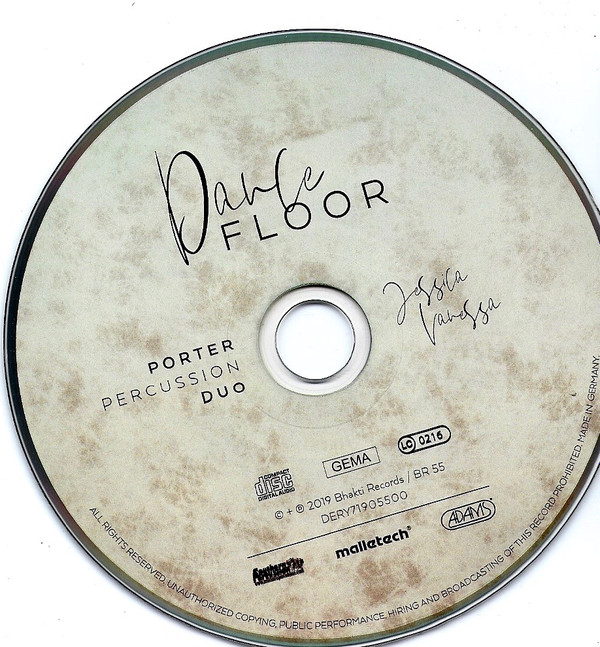 Dance
FLOOR
Jessica
Vanessa
PORTER
PERCUSSION
DUO
GEMA
LC 0216
COMPACT
disc
DIGITAL AUDIO
© + ℗ 2019 Bhakti Records / BR 55
DERY71905500
malletech®
ADAMS
ALL RIGHTS RESERVED. UNAUTHORIZED COPYING, PUBLIC PERFORMANCE, HIRING AND BROADCASTING OF THIS RECORD PROHIBITED. MADE IN GERMANY.